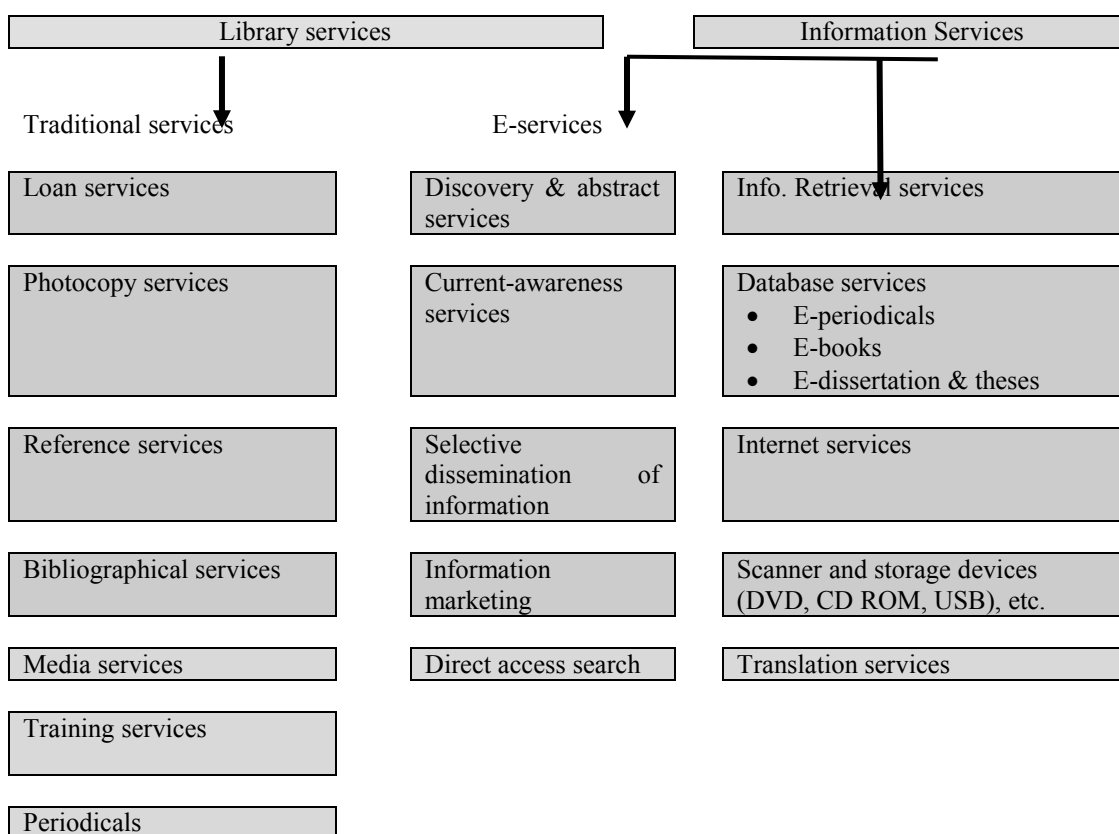 Library services
Information Services
Traditional services
E-services
Loan services
Discovery & abstract
services
Info. Retrieval services
Photocopy services
Current-awareness
services
Database services
• E-periodicals
• E-books
• E-dissertation & theses
Reference services
Selective
dissemination of
information
Internet services
Bibliographical services
Information
marketing
Scanner and storage devices
(DVD, CD ROM, USB), etc.
Media services
Direct access search
Translation services
Training services
Periodicals